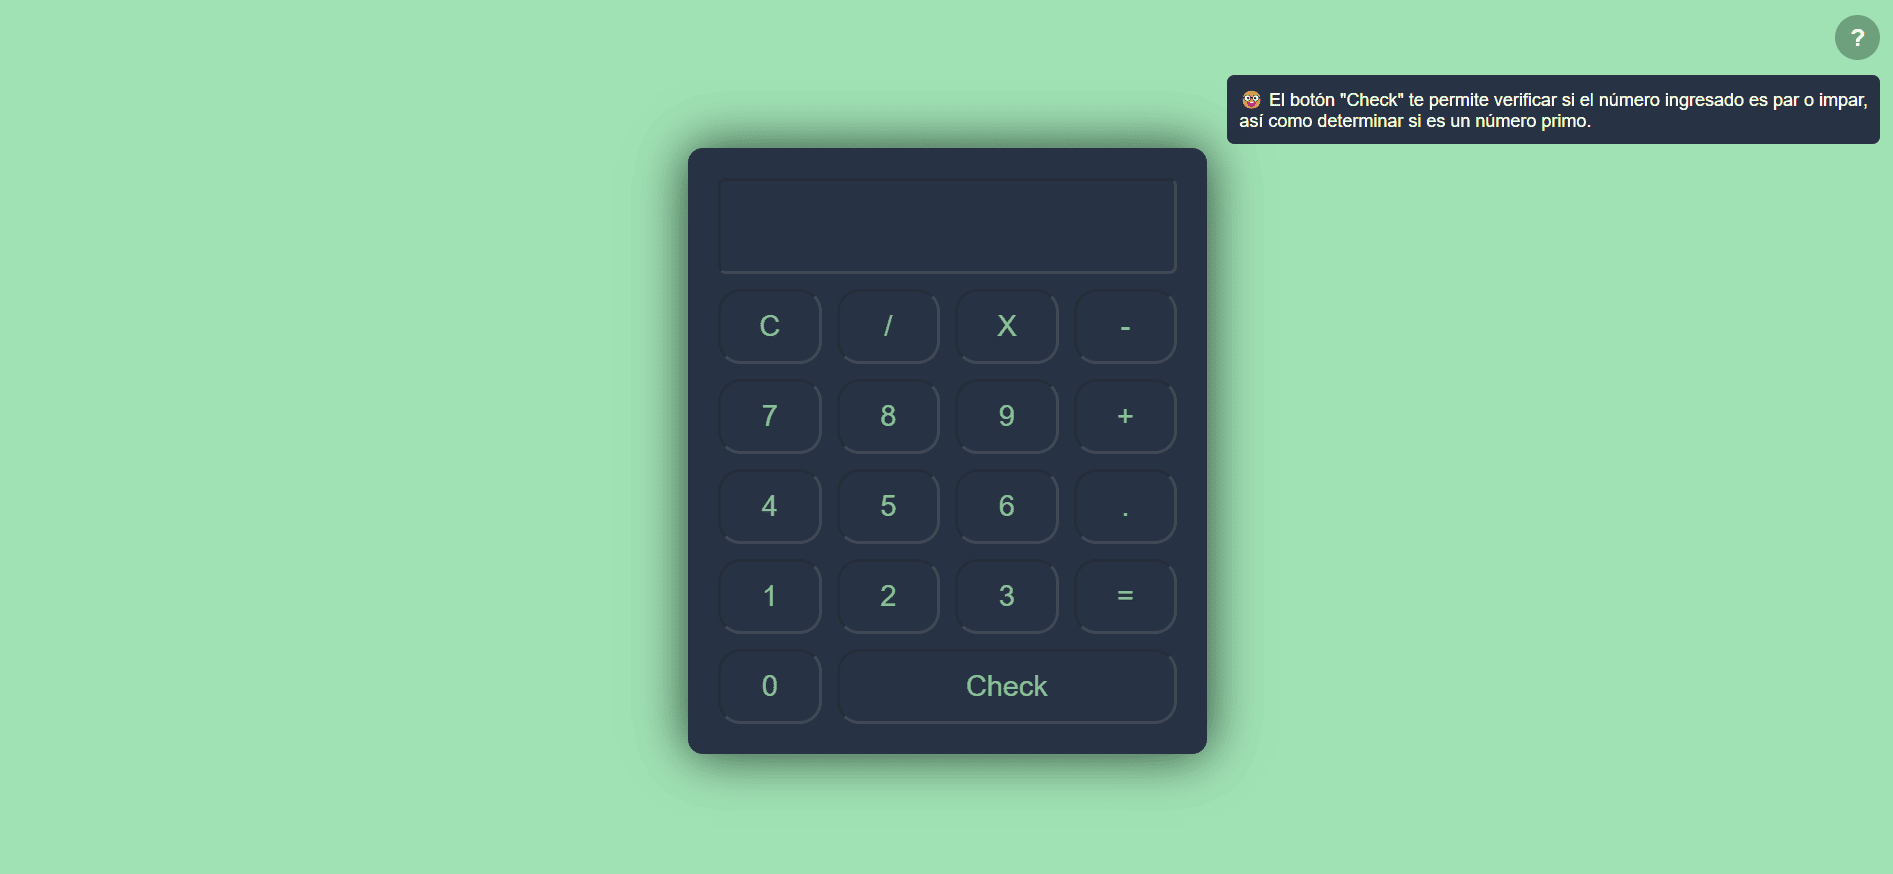 ?
El botón "Check" te permite verificar si el número ingresado es par o impar,
así como determinar si es un número primo.
C / X -
7 8 9 +
4 5 6 .
1 2 3 =
0 Check